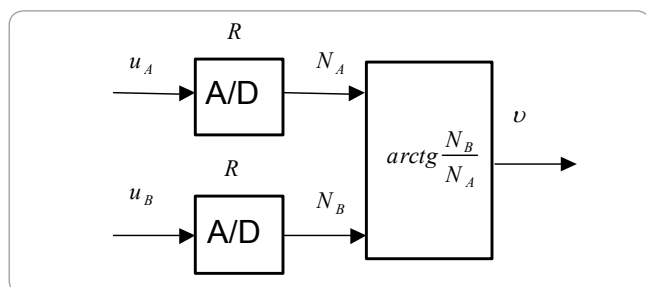 R
u_A
A/D
N_A
R
u_B
A/D
N_B
arctg N_B/N_A
υ